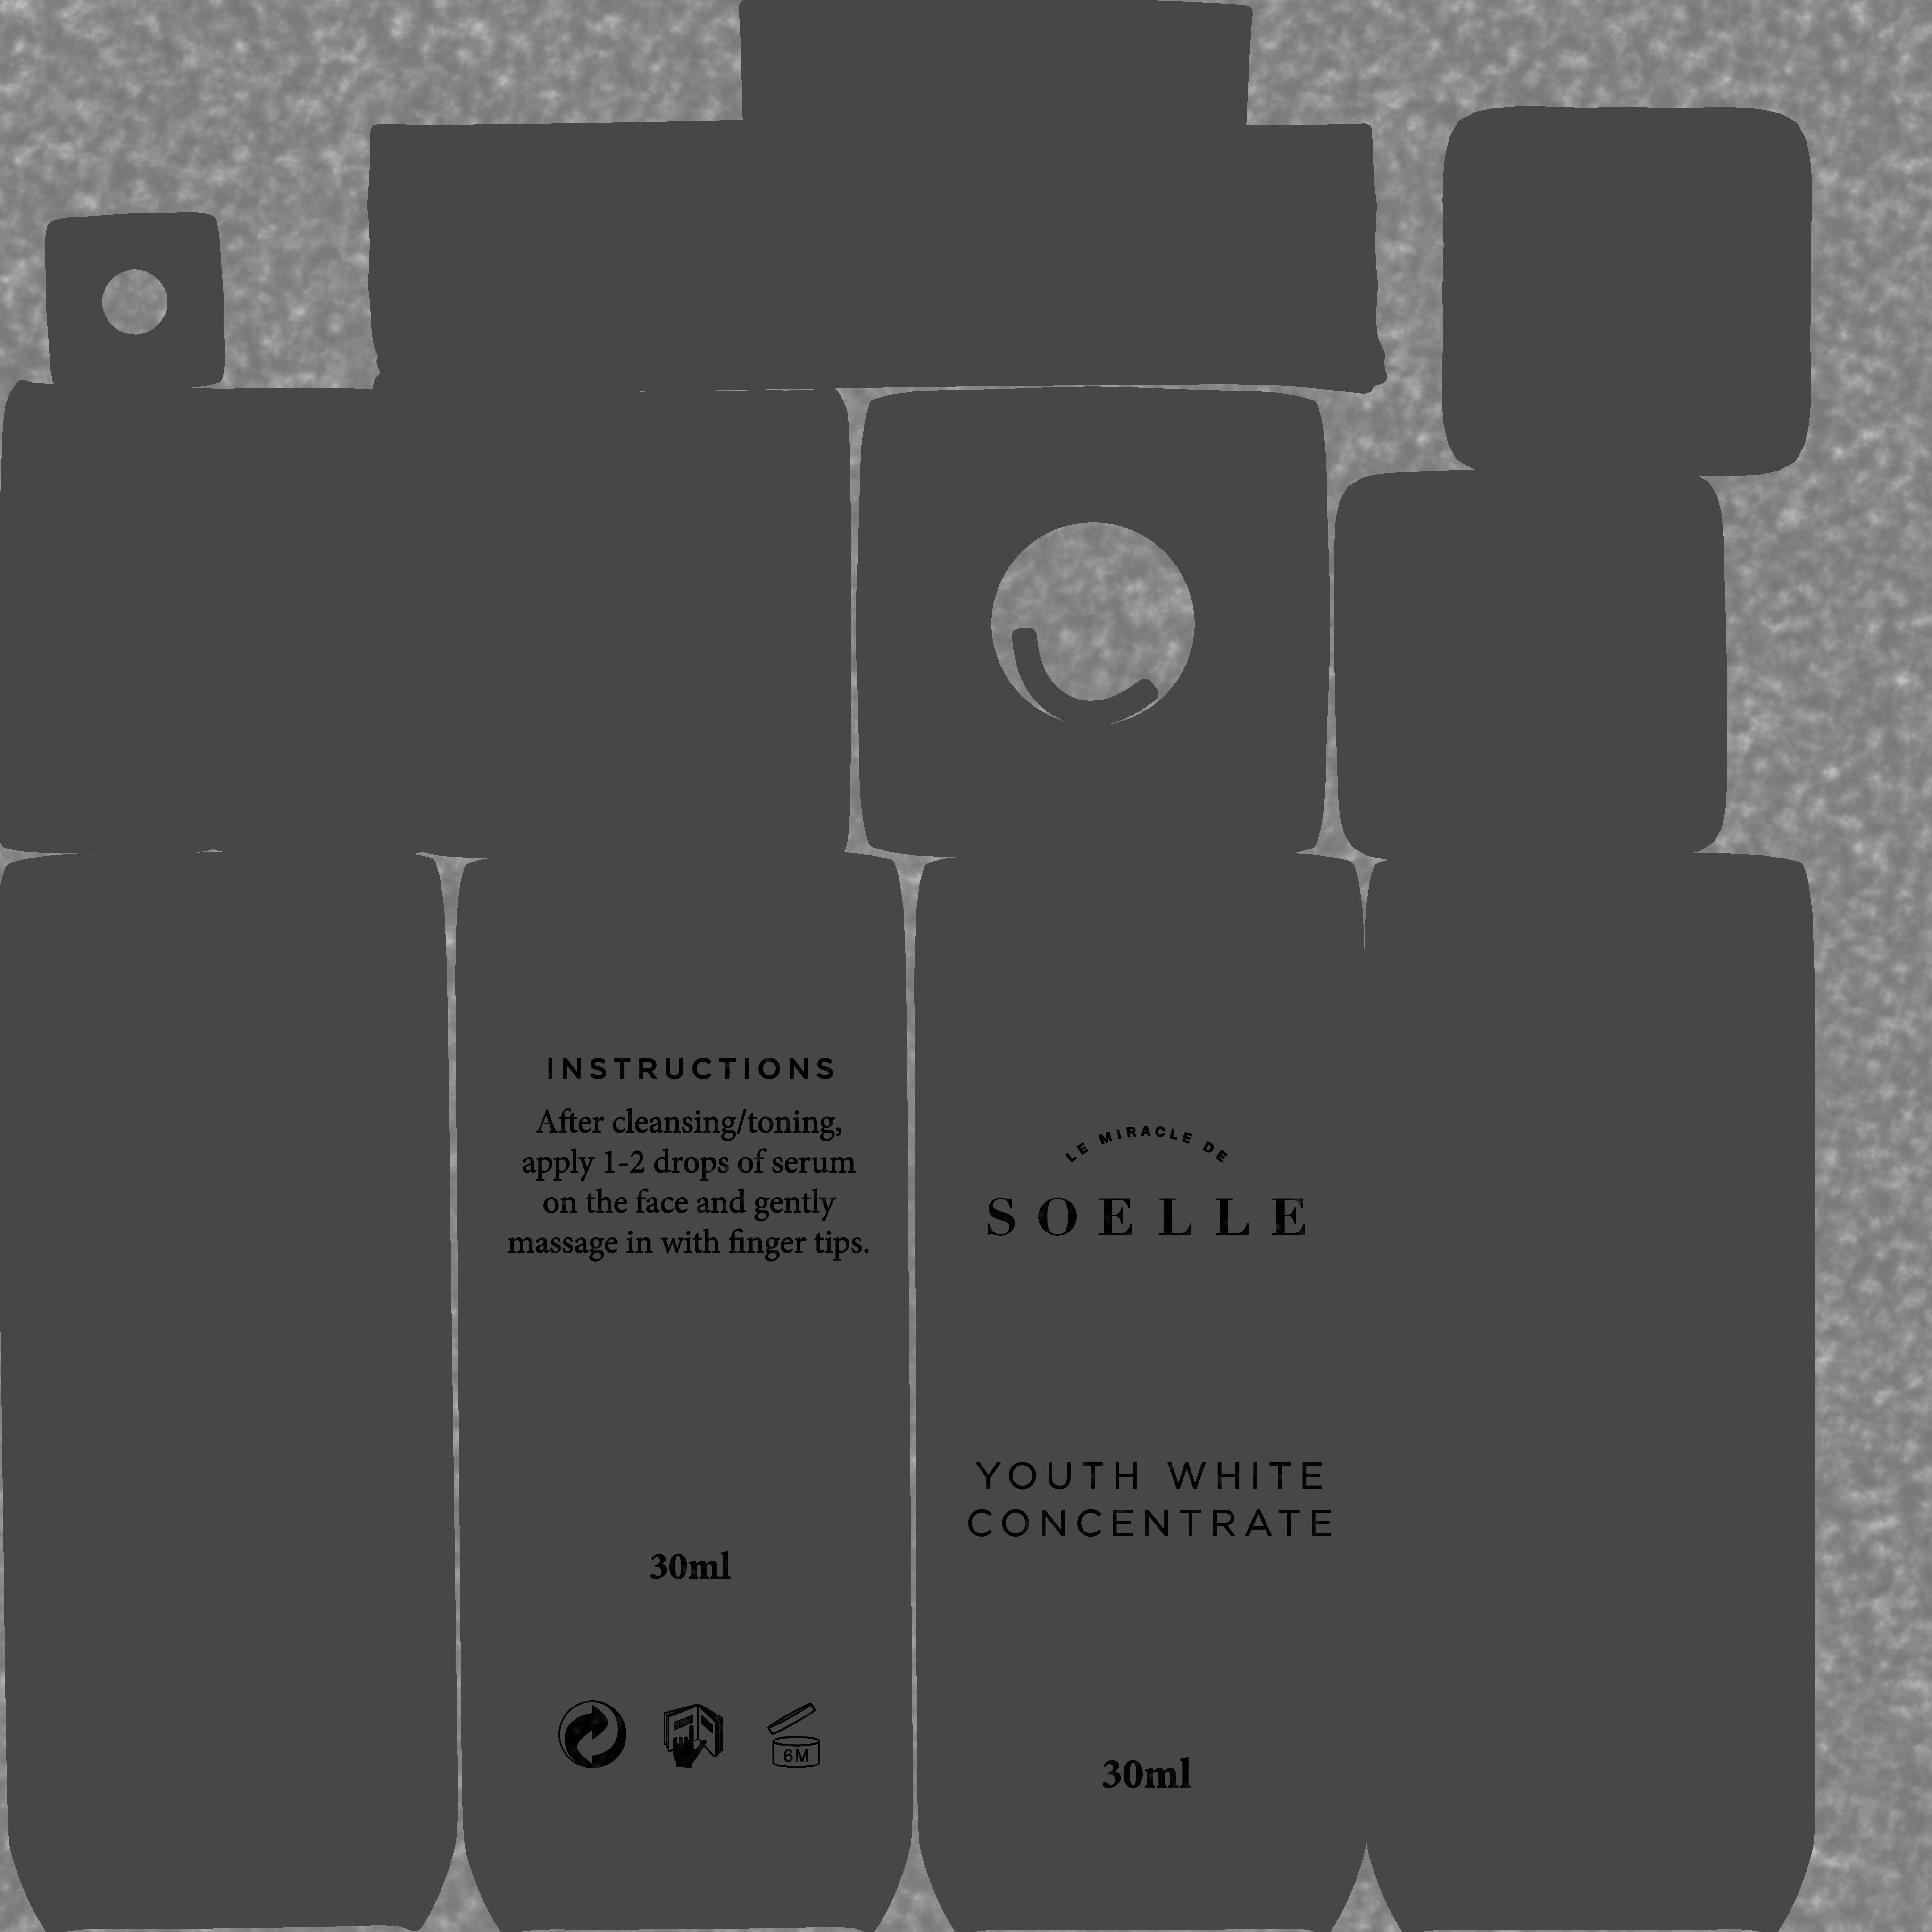 INSTRUCTIONS
After cleansing/toning,
apply 1-2 drops of serum
on the face and gently
massage in with finger tips.
30ml
6M
LE MIRACLE DE
SOELLE
YOUTH WHITE
CONCENTRATE
30ml